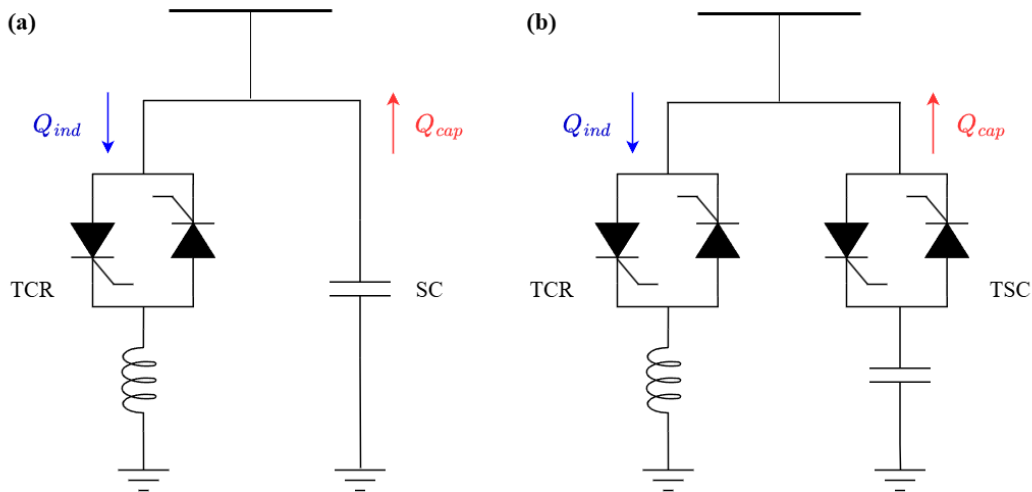 (a)
Q_ind
Q_cap
TCR
SC
(b)
Q_ind
Q_cap
TCR
TSC